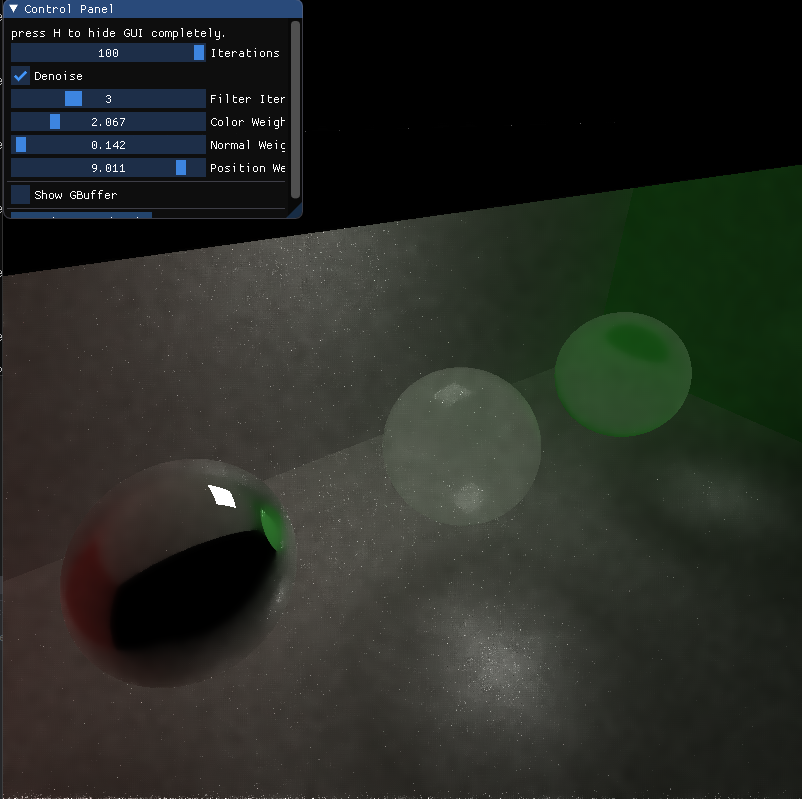 Control Panel
press H to hide GUI completely.
100 Iterations
Denoise
3 Filter Iter
2.067 Color Weigh
0.142 Normal Weig
9.011 Position We
Show GBuffer